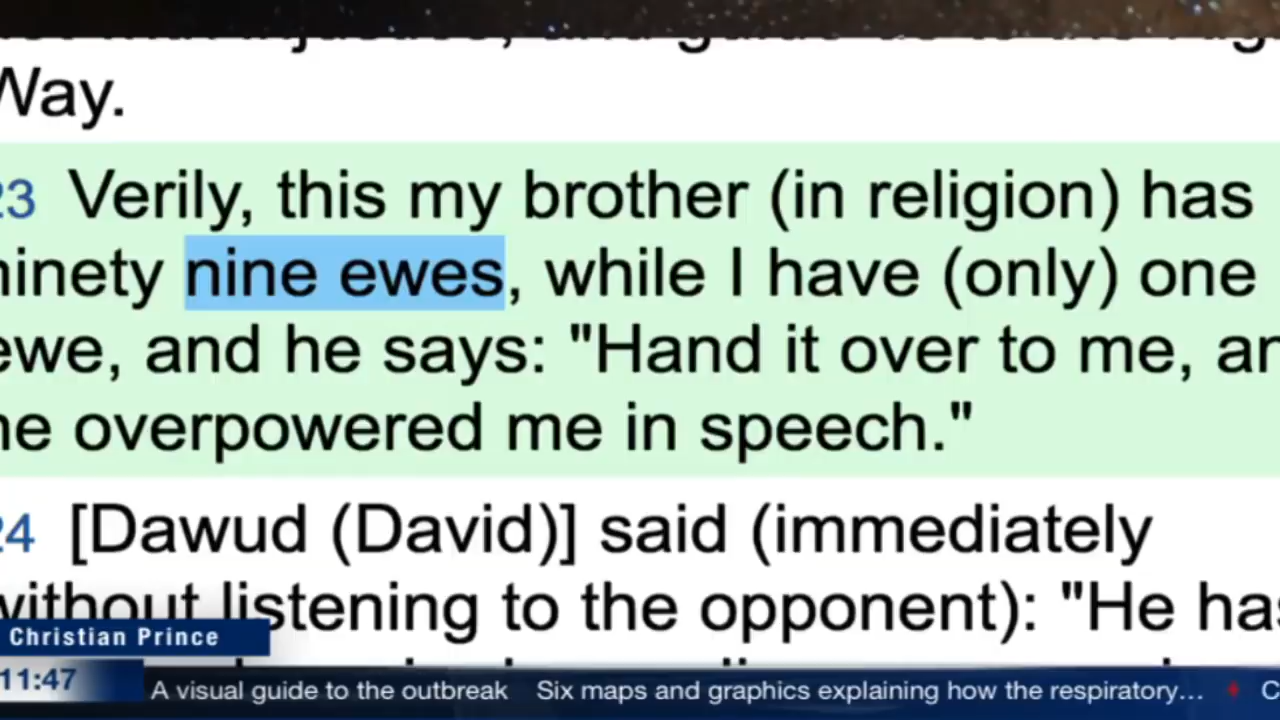 Way.
23 Verily, this my brother (in religion) has
ninety nine ewes, while I have (only) one
ewe, and he says: "Hand it over to me, an
he overpowered me in speech."
24 [Dawud (David)] said (immediately
without listening to the opponent): "He has
Christian Prince
11:47
A visual guide to the outbreak Six maps and graphics explaining how the respiratory...